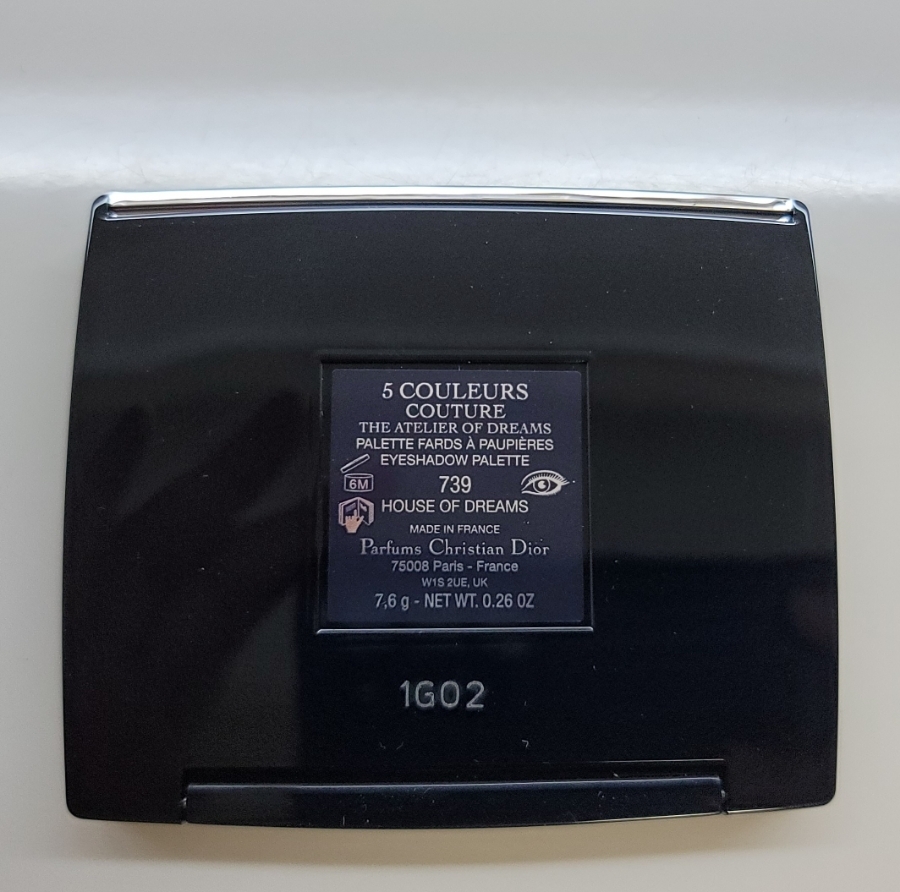 5 COULEURS
COUTURE
THE ATELIER OF DREAMS
PALETTE FARDS À PAUPIÈRES
EYESHADOW PALETTE
6M
739
HOUSE OF DREAMS
MADE IN FRANCE
Parfums Christian Dior
75008 Paris - France
W1S 2UE, UK
7,6 g - NET WT. 0.26 OZ
1G02